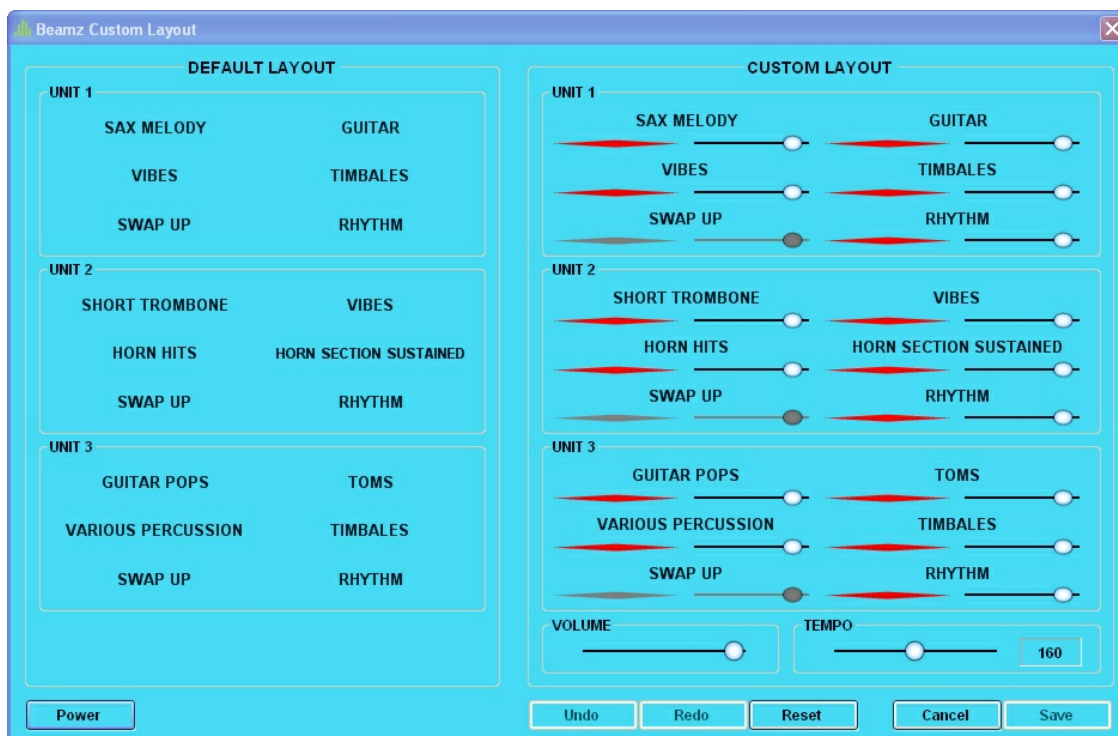 Beamz Custom Layout
DEFAULT LAYOUT
UNIT 1
SAX MELODY GUITAR
VIBES TIMBALES
SWAP UP RHYTHM
UNIT 2
SHORT TROMBONE VIBES
HORN HITS HORN SECTION SUSTAINED
SWAP UP RHYTHM
UNIT 3
GUITAR POPS TOMS
VARIOUS PERCUSSION TIMBALES
SWAP UP RHYTHM
Power
CUSTOM LAYOUT
UNIT 1
SAX MELODY GUITAR
VIBES TIMBALES
SWAP UP RHYTHM
UNIT 2
SHORT TROMBONE VIBES
HORN HITS HORN SECTION SUSTAINED
SWAP UP RHYTHM
UNIT 3
GUITAR POPS TOMS
VARIOUS PERCUSSION TIMBALES
SWAP UP RHYTHM
VOLUME TEMPO
160
Undo Redo Reset Cancel Save